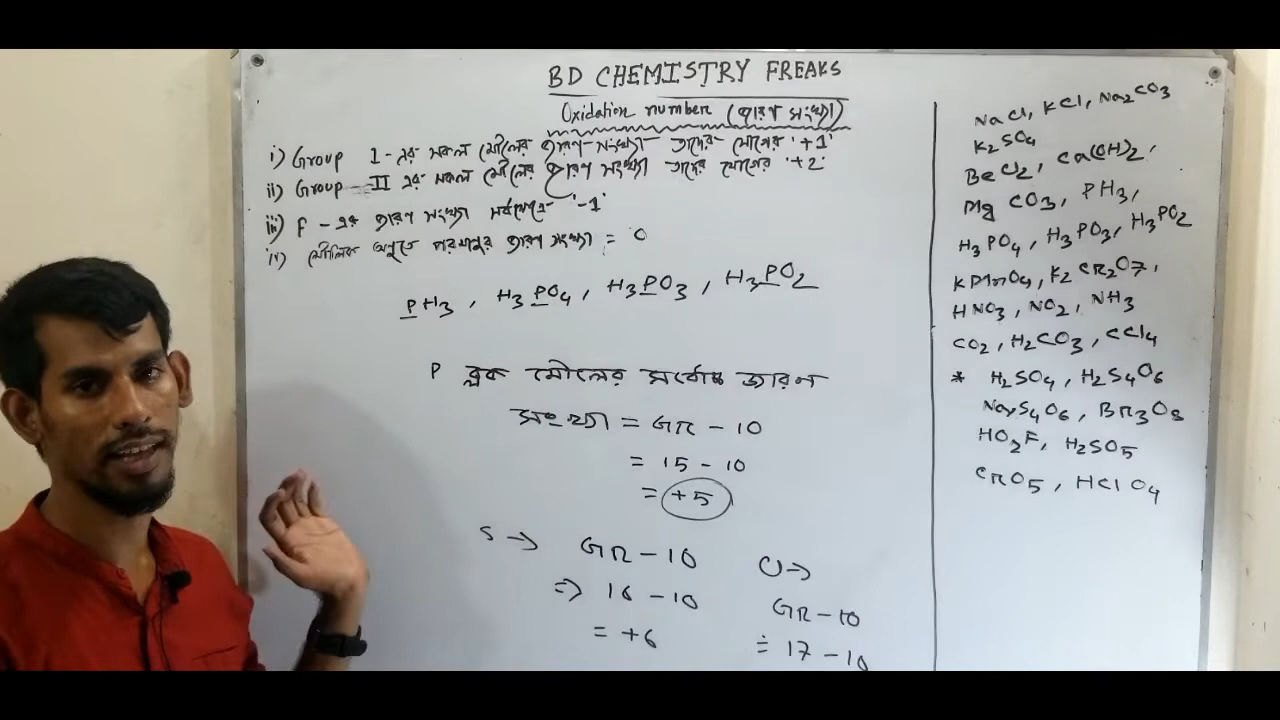 BD CHEMISTRY FREAKS
Oxidation number (জারণ সংখ্যা)
i) Group I-এর সকল মৌলের জারণ সংখ্যা তাদের যৌগের '+1'
ii) Group II এর সকল মৌলের জারণ সংখ্যা তাদের যৌগের '+2'
iii) F-এর জারণ সংখ্যা সর্বক্ষেত্রে '-1'
iv) মৌলিক অনুতে পরমানুর জারণ সংখ্যা = 0
PH3, H3PO4, H3PO3, H3PO2
P ব্লক মৌলের সর্বোচ্চ জারণ
সংখ্যা = GR - 10
= 15 - 10
= +5
S → GR - 10
⇒ 16 - 10
= +6
GR - 10
17 - 10
NaCl, KCl, Na2CO3
K2SO4
BeCl2, Ca(OH)2,
MgCO3, PH3,
H3PO4, H3PO3, H3PO2
KMnO4, K2CR2O7,
HNO3, NO2, NH3
CO2, H2CO3, CCl4
* H2SO4, H2S4O6
Na2S4O6, BR3O8
HO2F, H2SO5
CRO5, HClO4